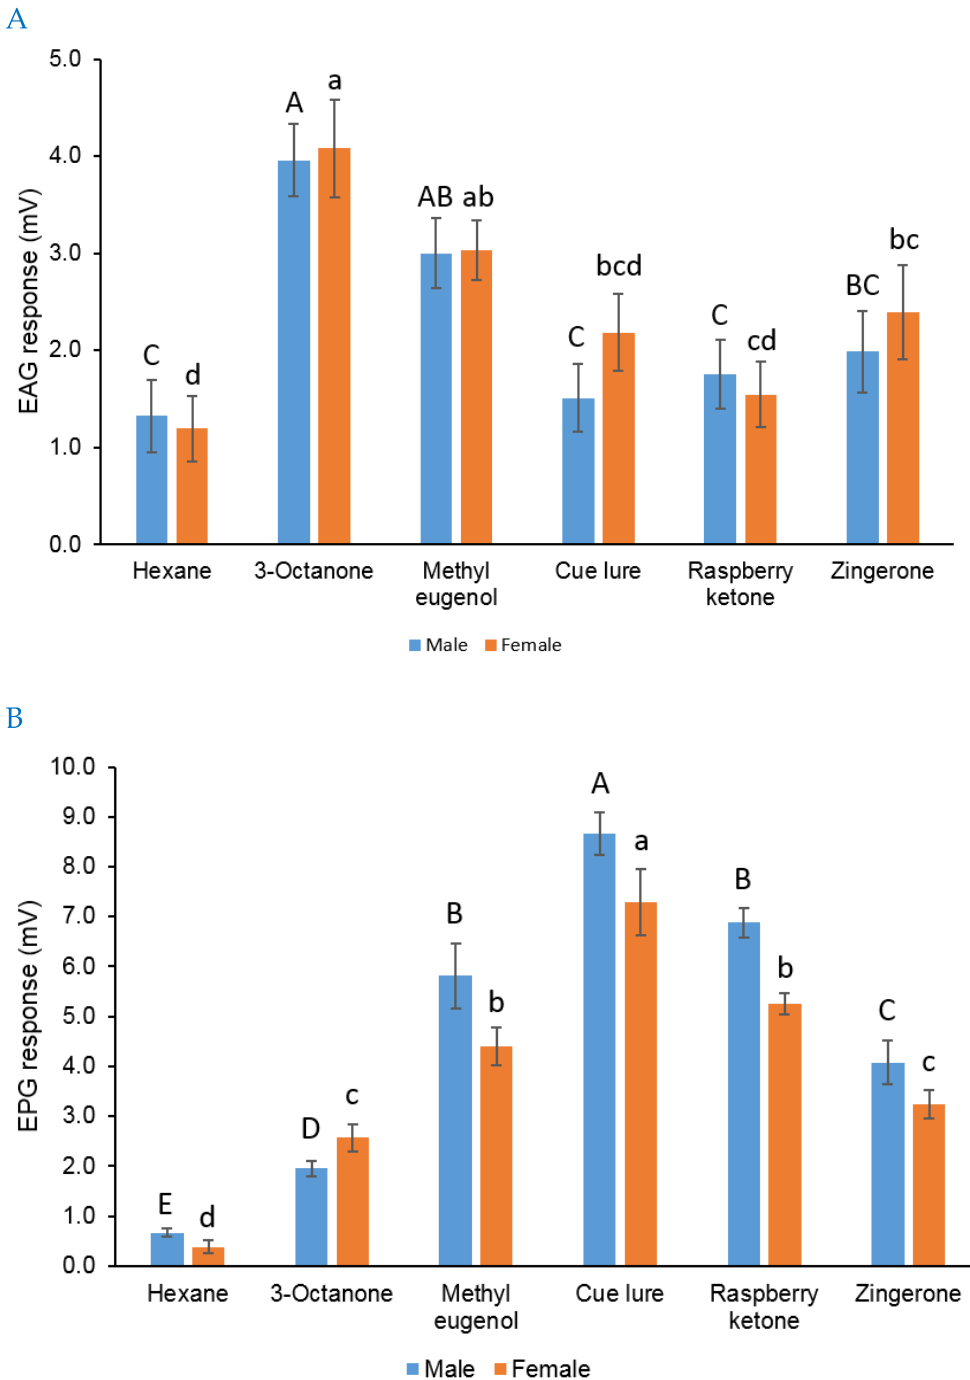 A
5.0
4.0
3.0
2.0
1.0
0.0
EAG response (mV)
C d A a AB ab C bcd C cd BC bc
Hexane 3-Octanone Methyl eugenol Cue lure Raspberry ketone Zingerone
Male Female
B
10.0
9.0
8.0
7.0
6.0
5.0
4.0
3.0
2.0
1.0
0.0
EPG response (mV)
E d D c B b A a B b C c
Hexane 3-Octanone Methyl eugenol Cue lure Raspberry ketone Zingerone
Male Female